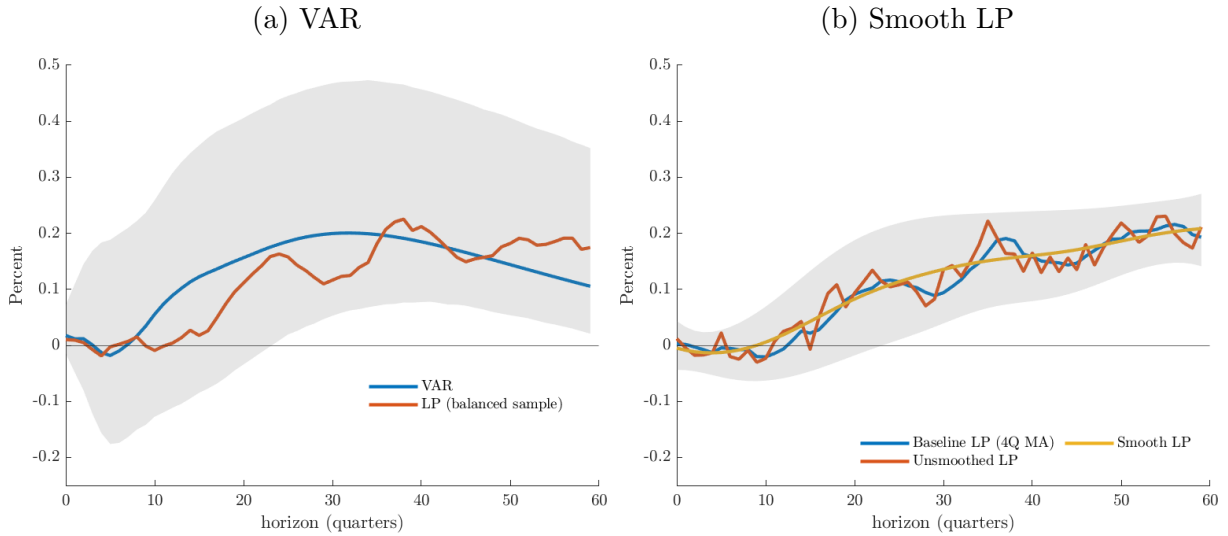 (a) VAR
0.5
0.4
0.3
0.2
0.1
0
-0.1
-0.2
Percent
VAR
LP (balanced sample)
0 10 20 30 40 50 60
horizon (quarters)
(b) Smooth LP
0.5
0.4
0.3
0.2
0.1
0
-0.1
-0.2
Percent
Baseline LP (4Q MA) Smooth LP
Unsmoothed LP
0 10 20 30 40 50 60
horizon (quarters)